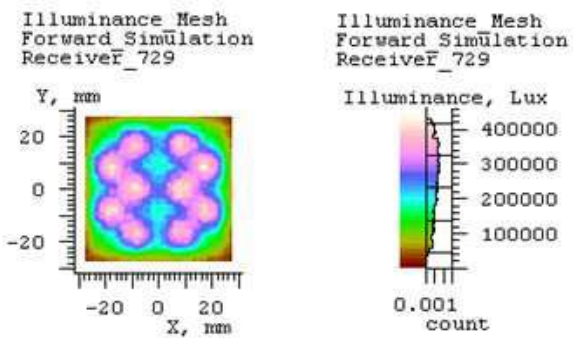 Illuminance_Mesh
Forward_Simulation
Receiver_729
Y, mm
20
0
-20
-20 0 20
X, mm
Illuminance_Mesh
Forward_Simulation
Receiver_729
Illuminance, Lux
400000
300000
200000
100000
0.001
count